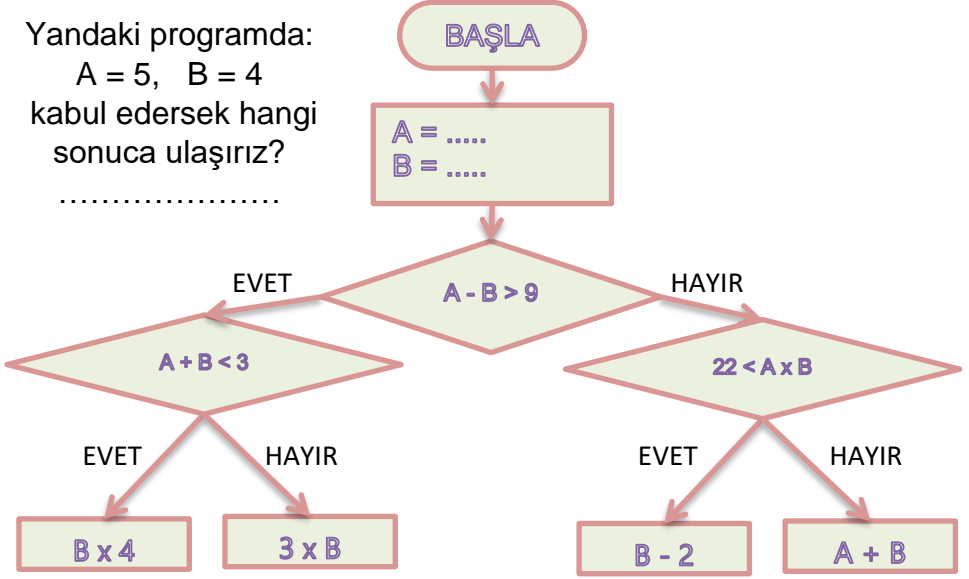 Yandaki programda:
A = 5, B = 4
kabul edersek hangi
sonuca ulaşırız?
.....................
BAŞLA
A = .....
B = .....
A - B > 9
EVET
HAYIR
A + B < 3
22 < A x B
EVET
HAYIR
EVET
HAYIR
B x 4
3 x B
B - 2
A + B